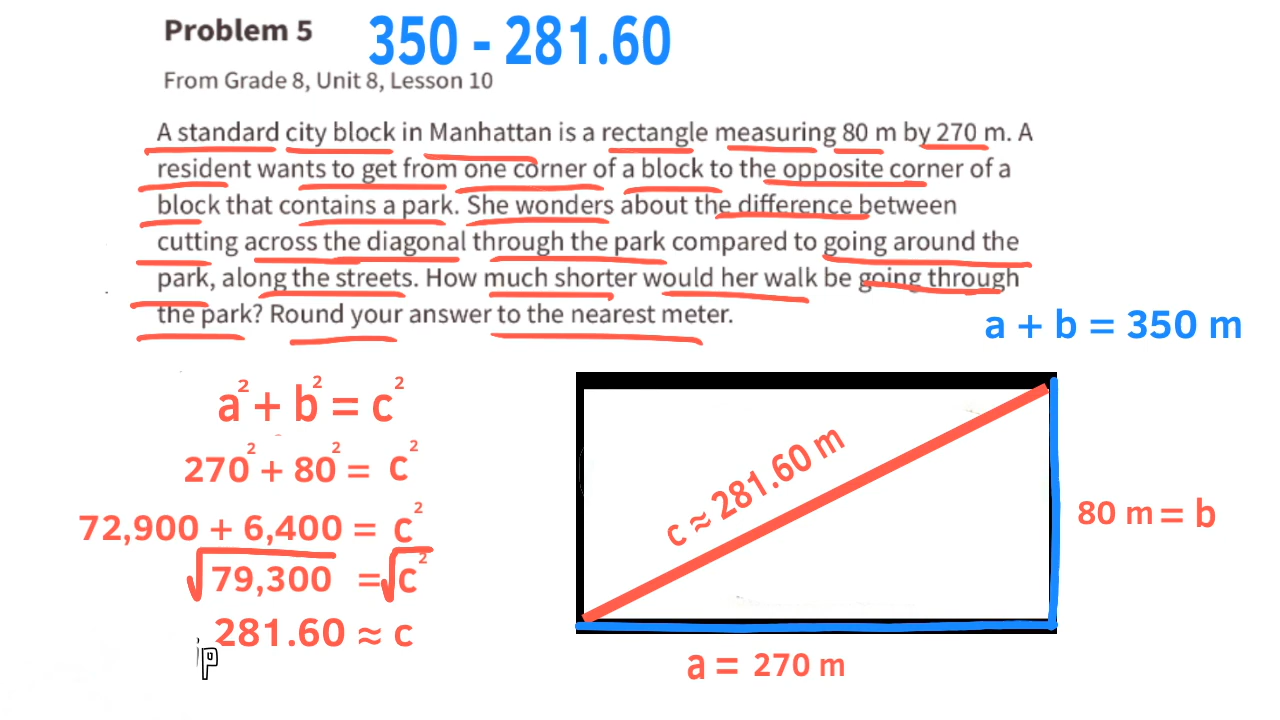 Problem 5
350 - 281.60
From Grade 8, Unit 8, Lesson 10
A standard city block in Manhattan is a rectangle measuring 80 m by 270 m. A
resident wants to get from one corner of a block to the opposite corner of a
block that contains a park. She wonders about the difference between
cutting across the diagonal through the park compared to going around the
park, along the streets. How much shorter would her walk be going through
the park? Round your answer to the nearest meter.
a + b = 350 m
a² + b² = c²
270² + 80² = c²
72,900 + 6,400 = c²
√79,300 = √c²
281.60 ≈ c
c ≈ 281.60 m
80 m = b
a = 270 m